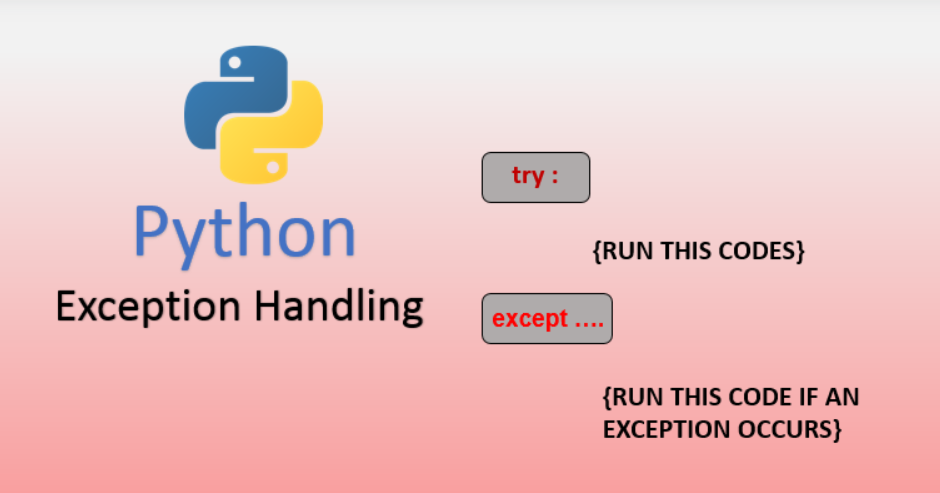 Python
Exception Handling
try :
{RUN THIS CODES}
except ....
{RUN THIS CODE IF AN
EXCEPTION OCCURS}